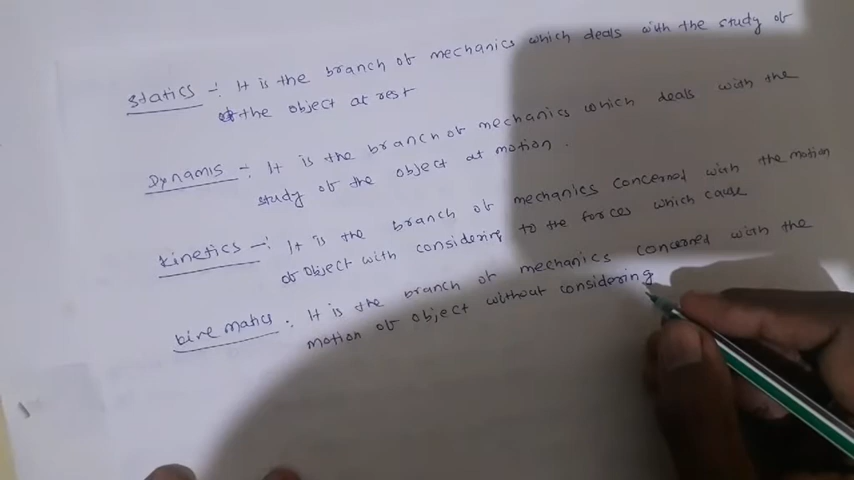 Statics :- It is the branch of mechanics which deals with the study of
the object at rest
Dynamis :- It is the branch of mechanics which deals with the
study of the object at motion.
Kinetics :- It is the branch of mechanics concerned with the motion
of object with considering to the forces which cause
kinematics : It is the branch of mechanics concerned with the
motion of object without considering